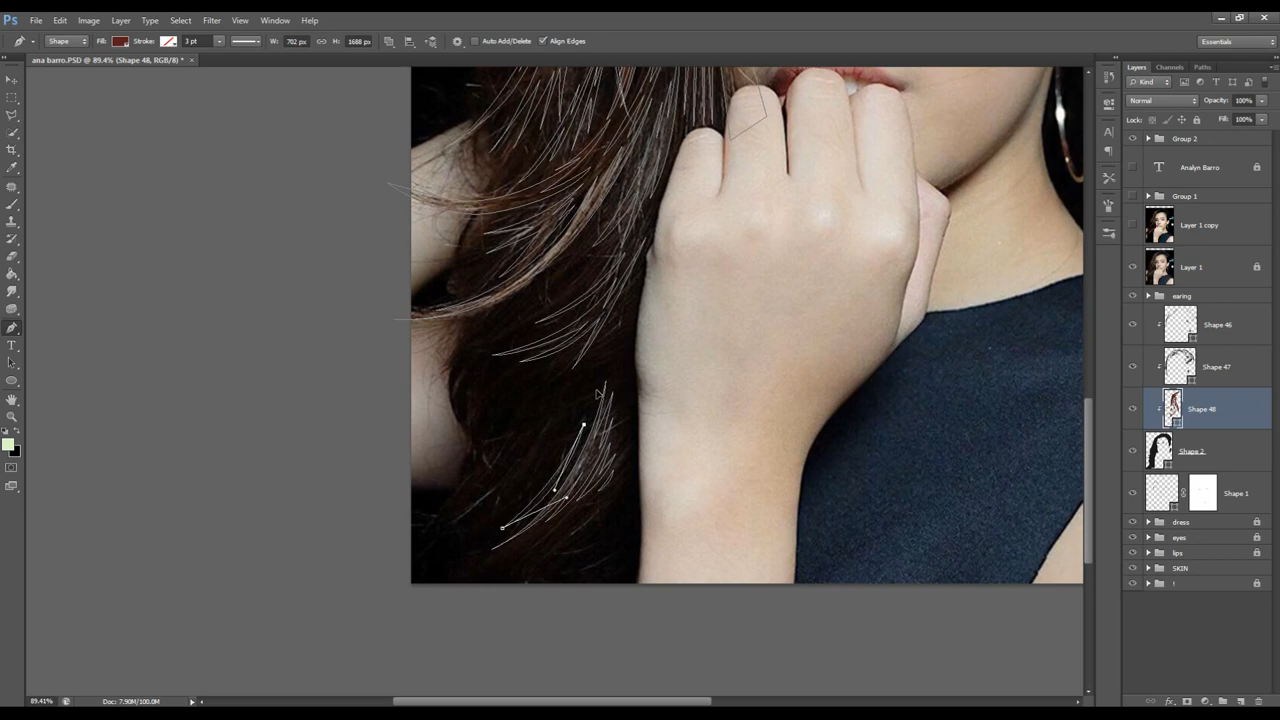 Ps File Edit Image Layer Type Select Filter View Window Help
Shape Fill: Stroke: 3 pt W: 702 px H: 1688 px Auto Add/Delete Align Edges Essentials
ana barro.PSD @ 89.4% (Shape 48, RGB/8) * ×
Layers Channels Paths
Kind
Normal Opacity: 100%
Lock: Fill: 100%
Group 2
Analyn Barro
Group 1
Layer 1 copy
Layer 1
earing
Shape 46
Shape 47
Shape 48
Shape 2
Shape 1
dress
eyes
lips
SKIN
!
89.41% Doc: 7.90M/100.0M